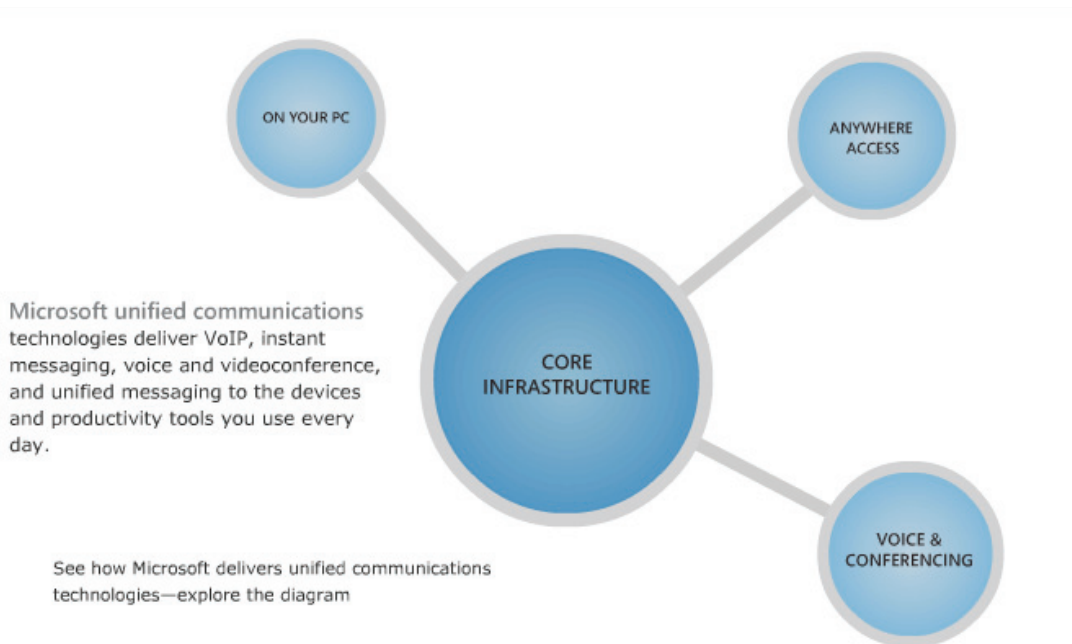 ON YOUR PC
ANYWHERE
ACCESS
Microsoft unified communications
technologies deliver VoIP, instant
messaging, voice and videoconference,
and unified messaging to the devices
and productivity tools you use every
day.
CORE
INFRASTRUCTURE
VOICE &
CONFERENCING
See how Microsoft delivers unified communications
technologies—explore the diagram